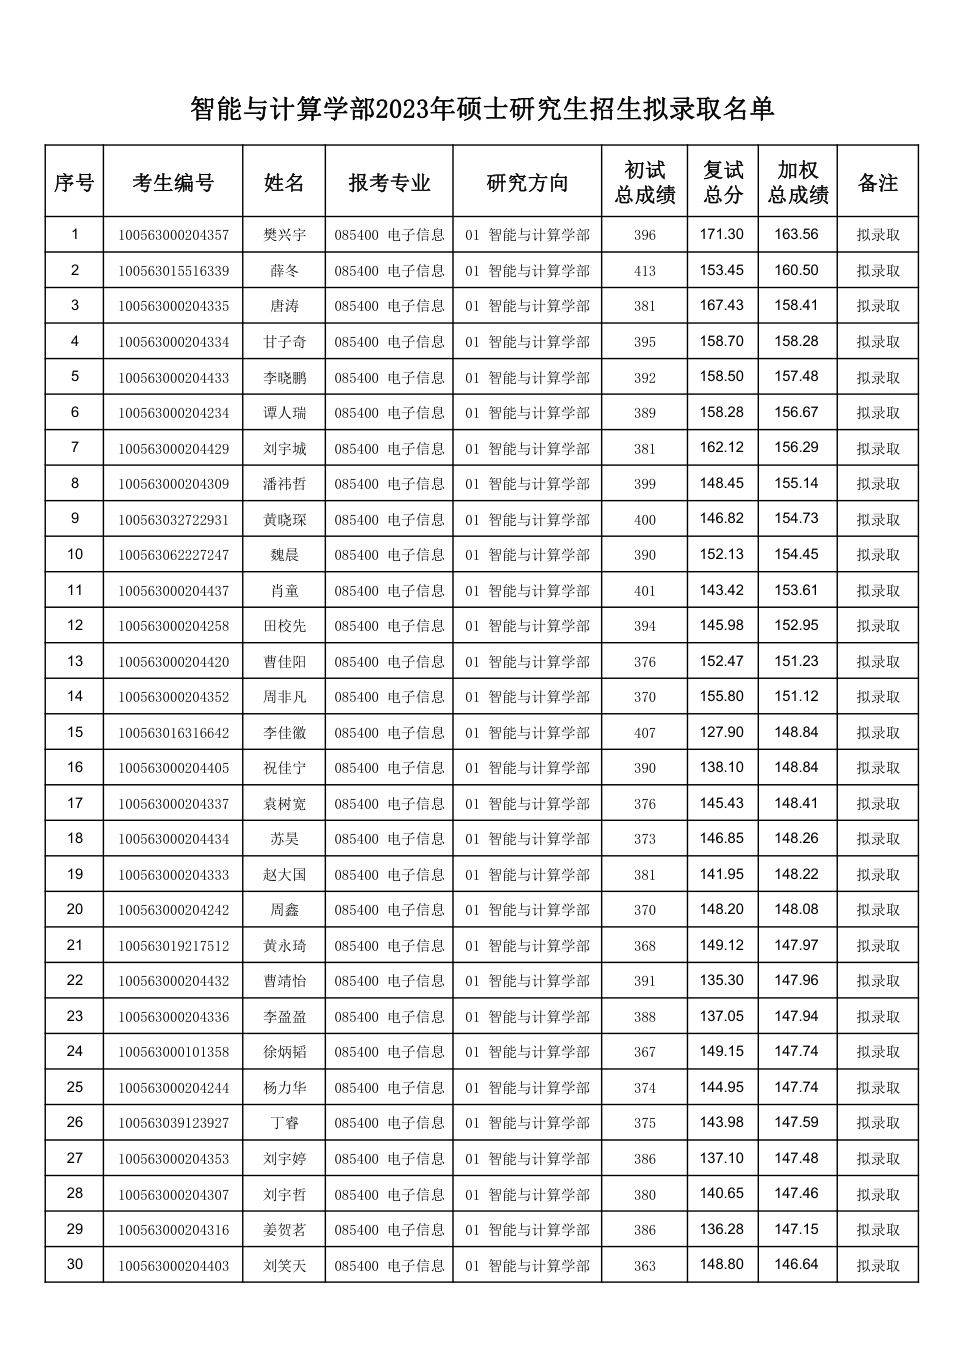 智能与计算学部2023年硕士研究生招生拟录取名单
序号 考生编号 姓名 报考专业 研究方向 初试总成绩 复试总分 加权总成绩 备注
1 100563000204357 樊兴宇 085400 电子信息 01 智能与计算学部 396 171.30 163.56 拟录取
2 100563015516339 薛冬 085400 电子信息 01 智能与计算学部 413 153.45 160.50 拟录取
3 100563000204335 唐涛 085400 电子信息 01 智能与计算学部 381 167.43 158.41 拟录取
4 100563000204334 甘子奇 085400 电子信息 01 智能与计算学部 395 158.70 158.28 拟录取
5 100563000204433 李晓鹏 085400 电子信息 01 智能与计算学部 392 158.50 157.48 拟录取
6 100563000204234 谭人瑞 085400 电子信息 01 智能与计算学部 389 158.28 156.67 拟录取
7 100563000204429 刘宇城 085400 电子信息 01 智能与计算学部 381 162.12 156.29 拟录取
8 100563000204309 潘祎哲 085400 电子信息 01 智能与计算学部 399 148.45 155.14 拟录取
9 100563032722931 黄晓琛 085400 电子信息 01 智能与计算学部 400 146.82 154.73 拟录取
10 100563062227247 魏晨 085400 电子信息 01 智能与计算学部 390 152.13 154.45 拟录取
11 100563000204437 肖童 085400 电子信息 01 智能与计算学部 401 143.42 153.61 拟录取
12 100563000204258 田校先 085400 电子信息 01 智能与计算学部 394 145.98 152.95 拟录取
13 100563000204420 曹佳阳 085400 电子信息 01 智能与计算学部 376 152.47 151.23 拟录取
14 100563000204352 周非凡 085400 电子信息 01 智能与计算学部 370 155.80 151.12 拟录取
15 100563016316642 李佳徽 085400 电子信息 01 智能与计算学部 407 127.90 148.84 拟录取
16 100563000204405 祝佳宁 085400 电子信息 01 智能与计算学部 390 138.10 148.84 拟录取
17 100563000204337 袁树宽 085400 电子信息 01 智能与计算学部 376 145.43 148.41 拟录取
18 100563000204434 苏昊 085400 电子信息 01 智能与计算学部 373 146.85 148.26 拟录取
19 100563000204333 赵大国 085400 电子信息 01 智能与计算学部 381 141.95 148.22 拟录取
20 100563000204242 周鑫 085400 电子信息 01 智能与计算学部 370 148.20 148.08 拟录取
21 100563019217512 黄永琦 085400 电子信息 01 智能与计算学部 368 149.12 147.97 拟录取
22 100563000204432 曹靖怡 085400 电子信息 01 智能与计算学部 391 135.30 147.96 拟录取
23 100563000204336 李盈盈 085400 电子信息 01 智能与计算学部 388 137.05 147.94 拟录取
24 100563000101358 徐炳韬 085400 电子信息 01 智能与计算学部 367 149.15 147.74 拟录取
25 100563000204244 杨力华 085400 电子信息 01 智能与计算学部 374 144.95 147.74 拟录取
26 100563039123927 丁睿 085400 电子信息 01 智能与计算学部 375 143.98 147.59 拟录取
27 100563000204353 刘宇婷 085400 电子信息 01 智能与计算学部 386 137.10 147.48 拟录取
28 100563000204307 刘宇哲 085400 电子信息 01 智能与计算学部 380 140.65 147.46 拟录取
29 100563000204316 姜贺茗 085400 电子信息 01 智能与计算学部 386 136.28 147.15 拟录取
30 100563000204403 刘笑天 085400 电子信息 01 智能与计算学部 363 148.80 146.64 拟录取